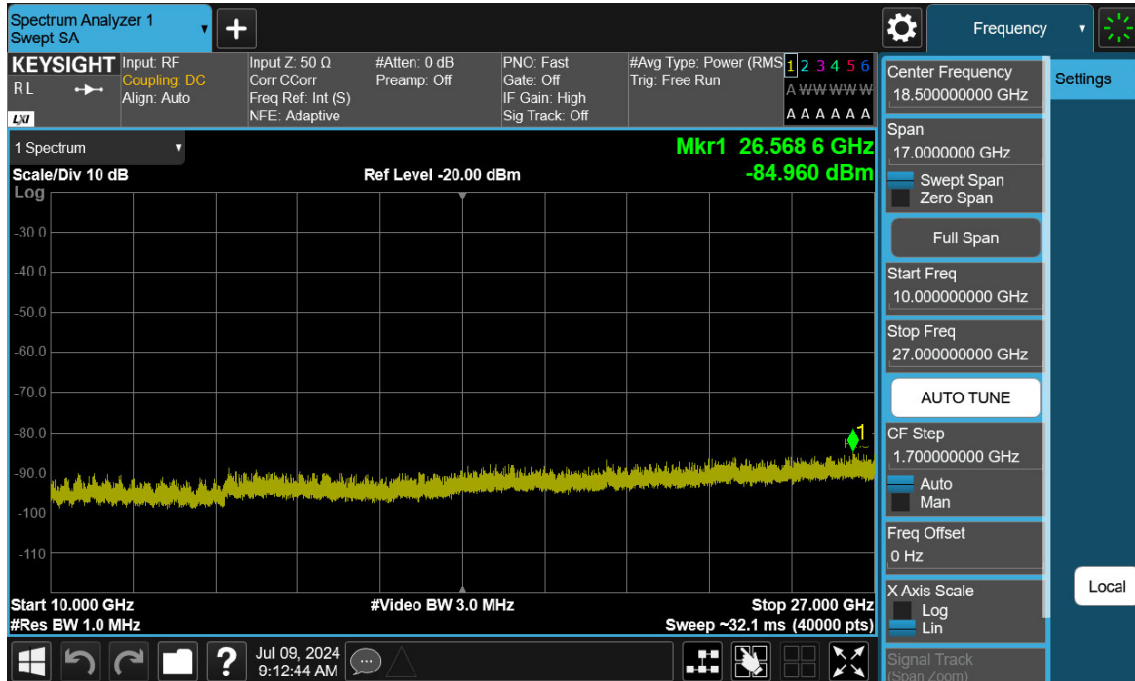 Spectrum Analyzer 1
Swept SA
Frequency
KEYSIGHT
R L
LXI
Input: RF
Coupling: DC
Align: Auto
Input Z: 50 Ω
Corr CCorr
Freq Ref: Int (S)
NFE: Adaptive
#Atten: 0 dB
Preamp: Off
PNO: Fast
Gate: Off
IF Gain: High
Sig Track: Off
#Avg Type: Power (RMS
Trig: Free Run
1 2 3 4 5 6
A W W W W W
A A A A A A
1 Spectrum
Scale/Div 10 dB
Ref Level -20.00 dBm
Mkr1 26.568 6 GHz
-84.960 dBm
Log
-30.0
-40.0
-50.0
-60.0
-70.0
-80.0
-90.0
-100
-110
1
Start 10.000 GHz
#Video BW 3.0 MHz
Stop 27.000 GHz
#Res BW 1.0 MHz
Sweep ~32.1 ms (40000 pts)
?
Jul 09, 2024
9:12:44 AM
Center Frequency
18.500000000 GHz
Settings
Span
17.0000000 GHz
Swept Span
Zero Span
Full Span
Start Freq
10.000000000 GHz
Stop Freq
27.000000000 GHz
AUTO TUNE
CF Step
1.700000000 GHz
Auto
Man
Freq Offset
0 Hz
X Axis Scale
Log
Lin
Local
Signal Track
(Span Zoom)